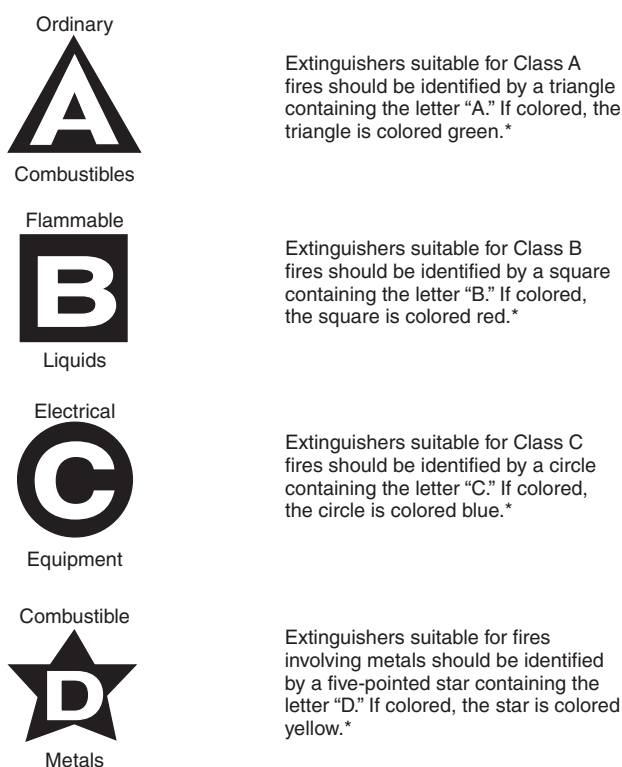 Ordinary
A
Combustibles
Extinguishers suitable for Class A
fires should be identified by a triangle
containing the letter “A.” If colored, the
triangle is colored green.*
Flammable
B
Liquids
Extinguishers suitable for Class B
fires should be identified by a square
containing the letter “B.” If colored,
the square is colored red.*
Electrical
C
Equipment
Extinguishers suitable for Class C
fires should be identified by a circle
containing the letter “C.” If colored,
the circle is colored blue.*
Combustible
D
Metals
Extinguishers suitable for fires
involving metals should be identified
by a five-pointed star containing the
letter “D.” If colored, the star is colored
yellow.*